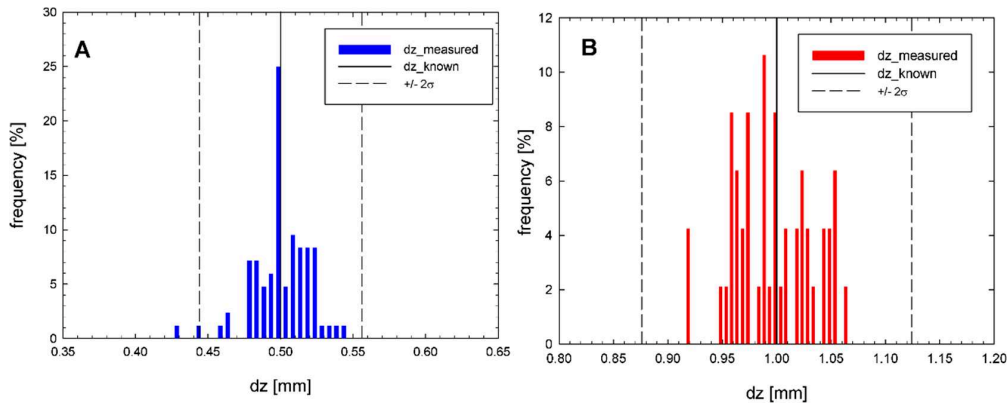 A
dz_measured
dz_known
+/- 2σ
frequency [%]
30
25
20
15
10
5
0
0.35
0.40
0.45
0.50
0.55
0.60
0.65
dz [mm]
B
dz_measured
dz_known
+/- 2σ
frequency [%]
12
10
8
6
4
2
0
0.80
0.85
0.90
0.95
1.00
1.05
1.10
1.15
1.20
dz [mm]